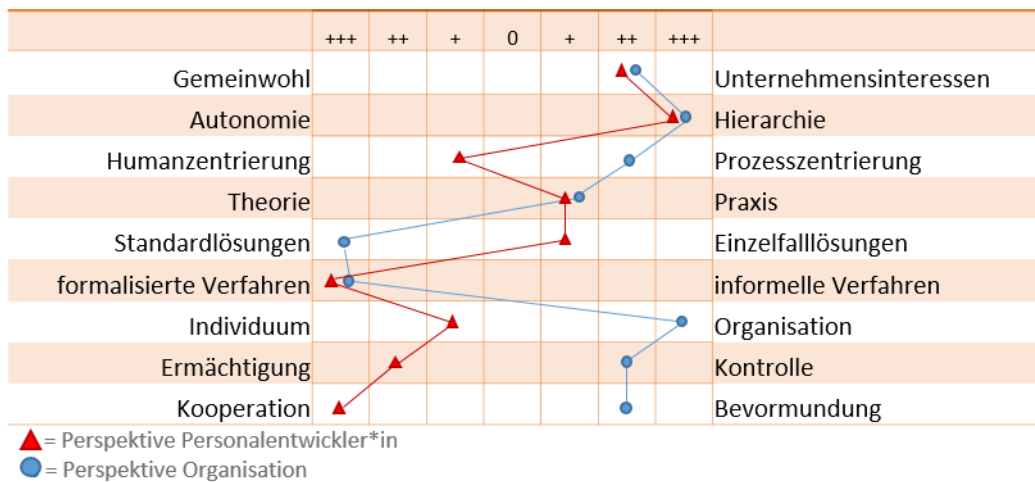 +++ ++ + 0 + ++ +++
Gemeinwohl Unternehmensinteressen
Autonomie Hierarchie
Humanzentrierung Prozesszentrierung
Theorie Praxis
Standardlösungen Einzelfalllösungen
formalisierte Verfahren informelle Verfahren
Individuum Organisation
Ermächtigung Kontrolle
Kooperation Bevormundung
= Perspektive Personalentwickler*in
= Perspektive Organisation